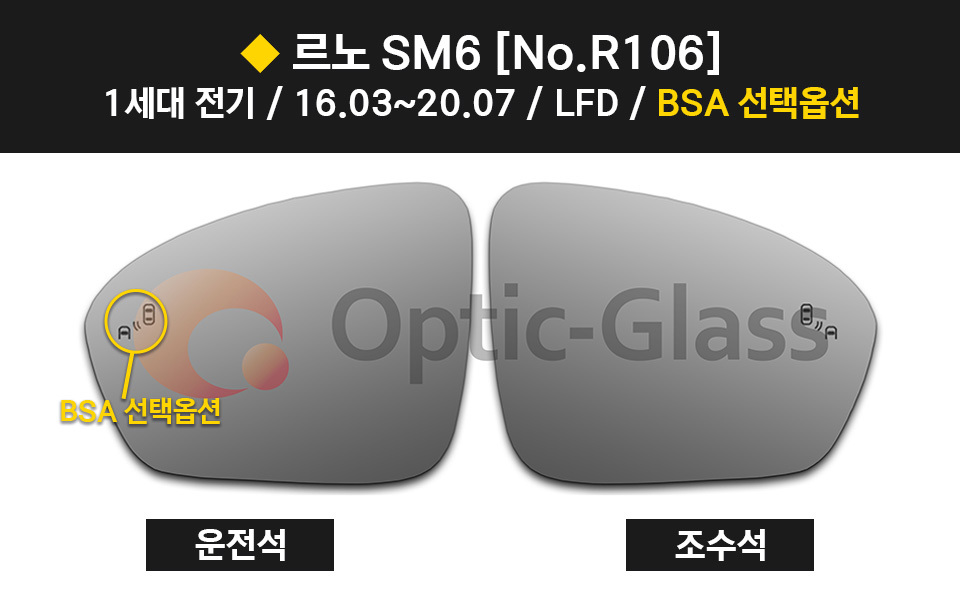 ◆ 르노 SM6 [No.R106]
1세대 전기 / 16.03~20.07 / LFD / BSA 선택옵션
Optic-Glass
BSA 선택옵션
운전석
조수석